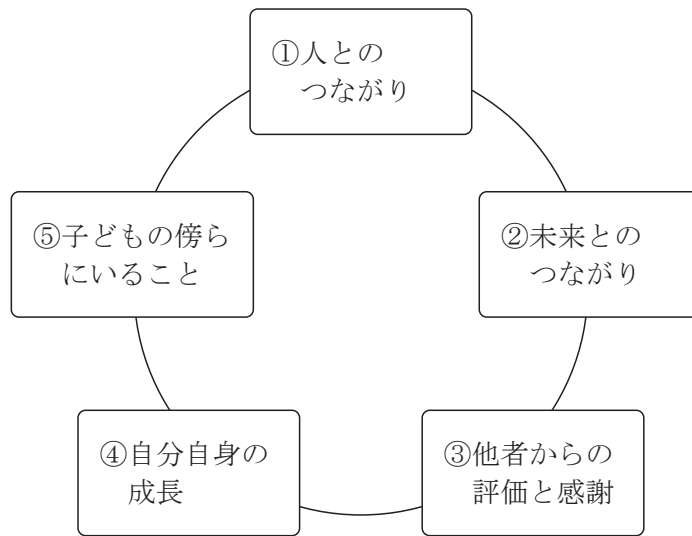 ①人との
つながり
②未来との
つながり
③他者からの
評価と感謝
④自分自身の
成長
⑤子どもの傍ら
にいること